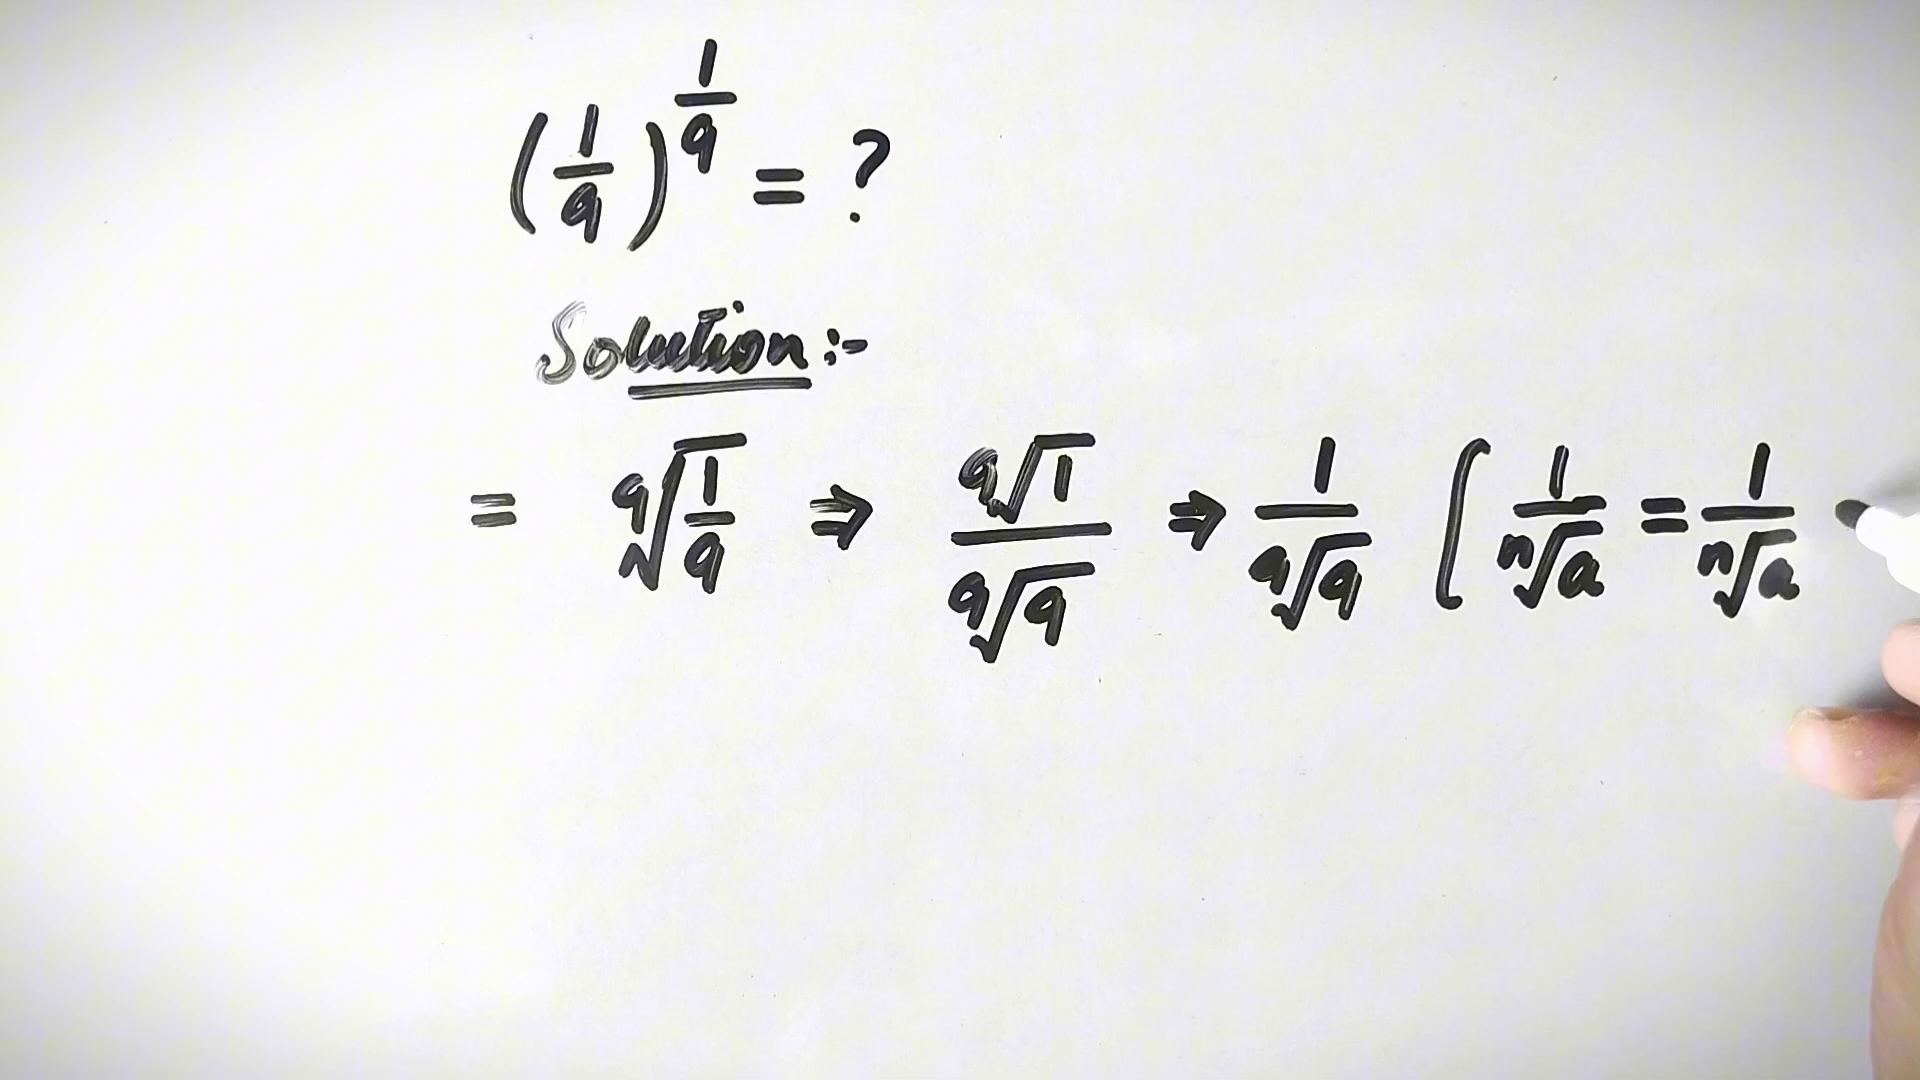 (1/9)^(1/9) = ?
Solution :-
= ⁹√(1/9) ⇒ ⁹√1/⁹√9 ⇒ 1/⁹√9 [ 1/ⁿ√a = 1/ⁿ√a